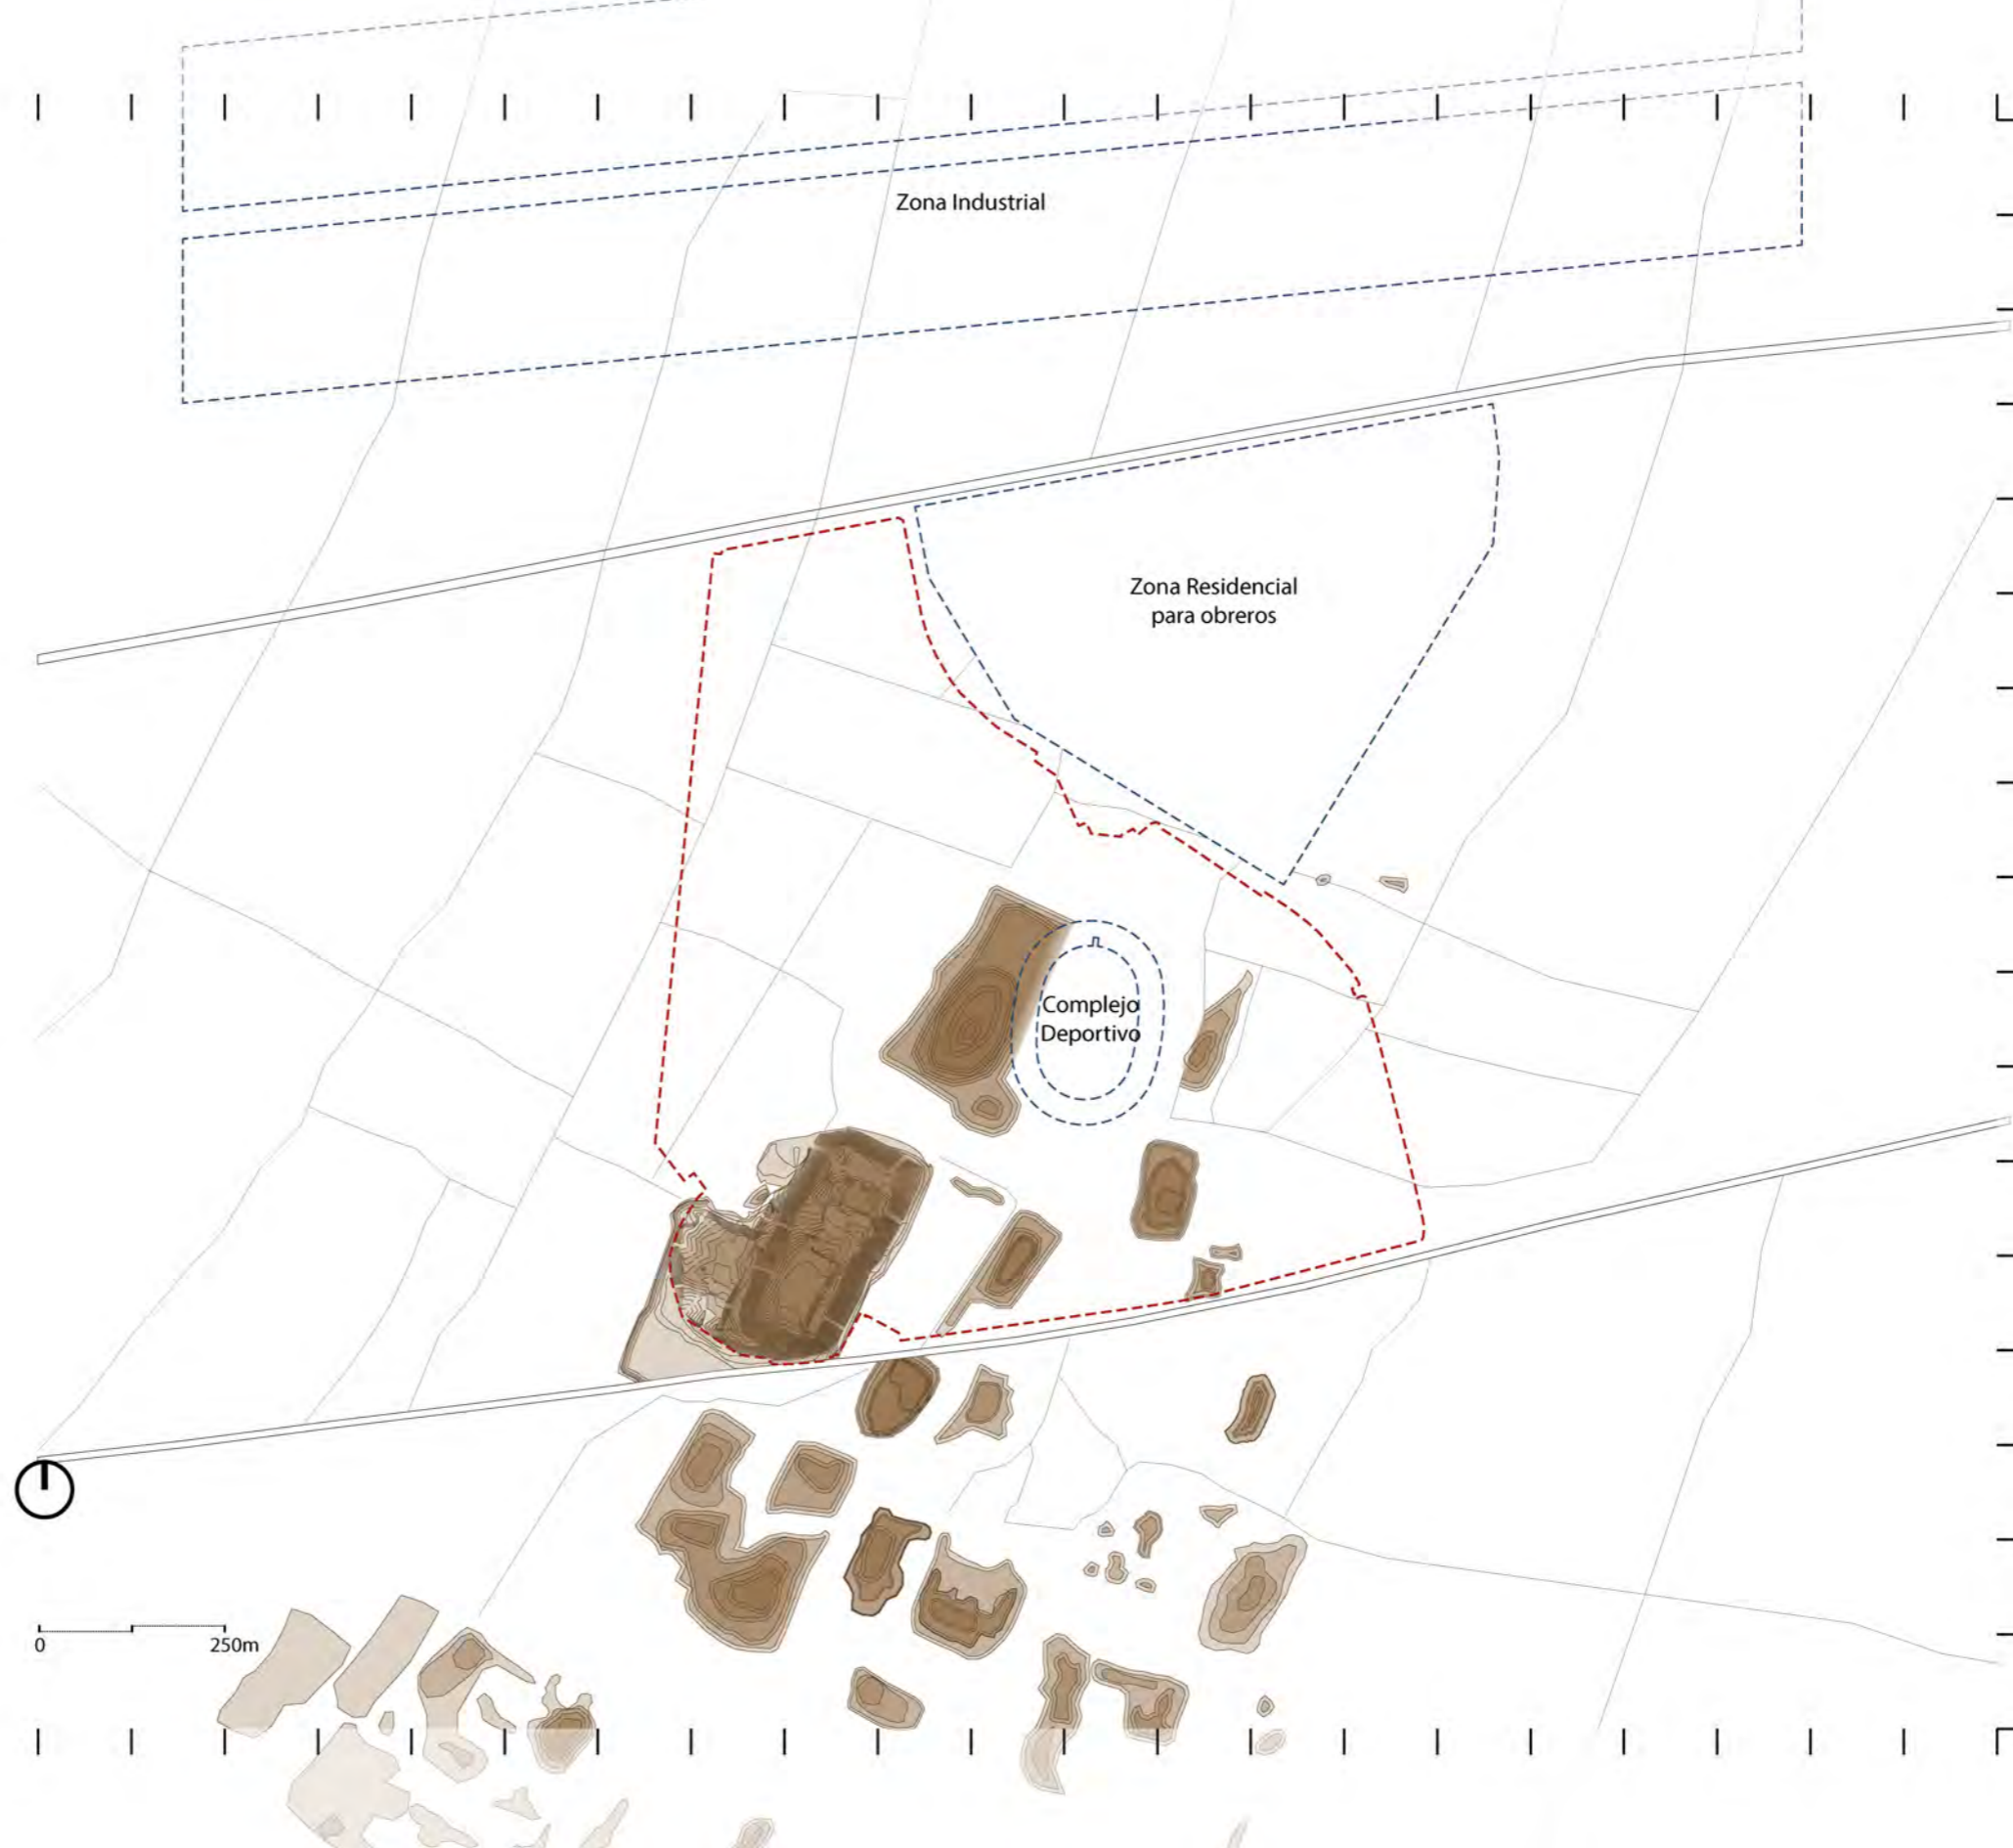 Zona Industrial
Zona Residencial
para obreros
Complejo
Deportivo
0
250m